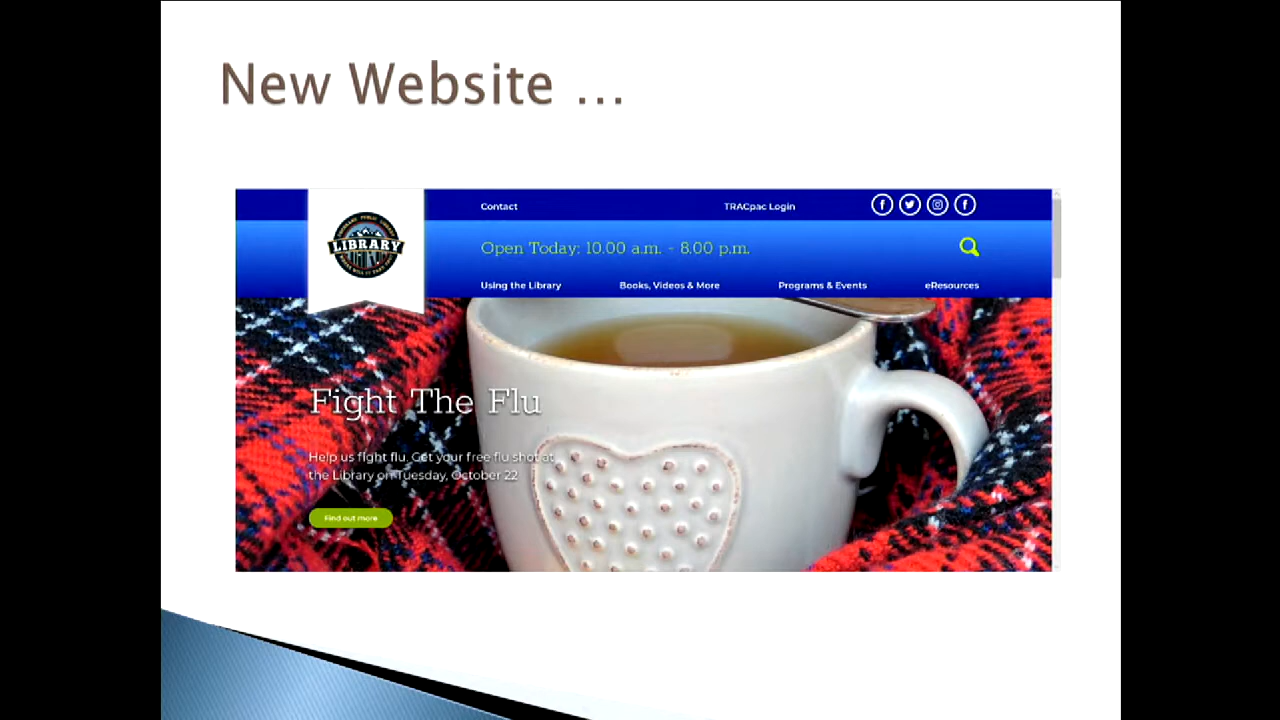 New Website ...
Contact
TRACpac Login
Open Today: 10.00 a.m. - 8.00 p.m.
LIBRARY
Using the Library
Books, Videos & More
Programs & Events
eResources
Fight The Flu
Help us fight flu. Get your free flu shot at
the Library on Tuesday, October 22
Find out more